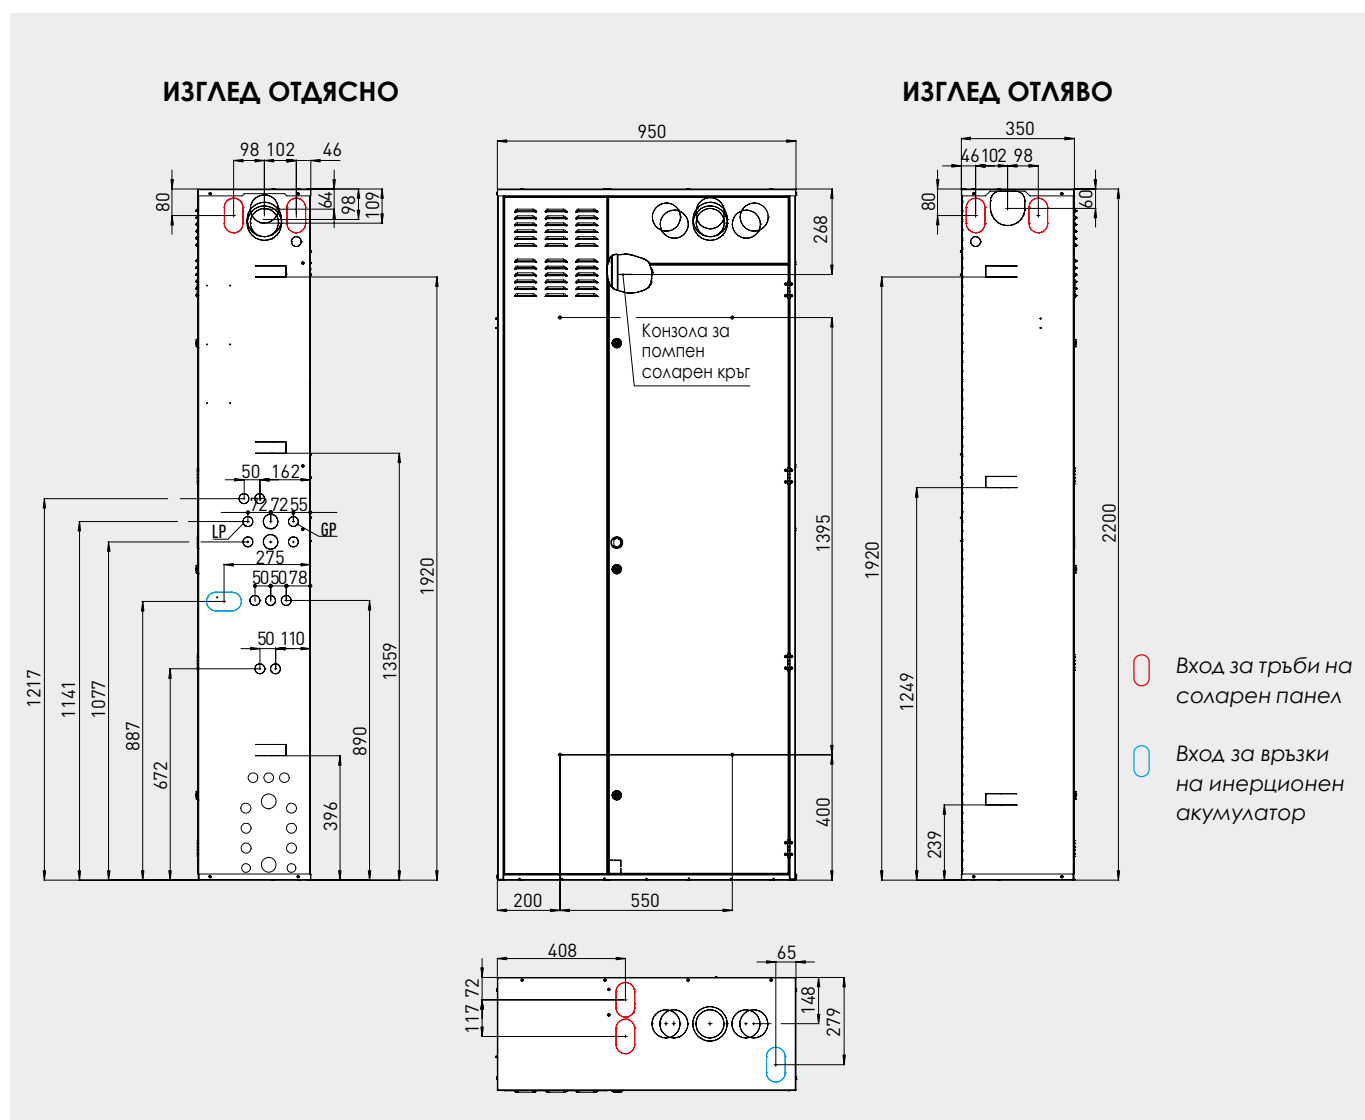 ИЗГЛЕД ОТДЯСНО
ИЗГЛЕД ОТЛЯВО
98 102 46
80
64
98
109
50 162
72 72 55
LP
GP
275
50 50 78
50 110
1217
1141
1077
887
672
396
890
1359
1920
950
268
Конзола за
помпен
соларен кръг
1395
400
200
550
350
46 102 98
80
60
1920
1249
239
2200
Вход за тръби на
соларен панел
Вход за връзки
на инерционен
акумулатор
408
65
72
117
148
279